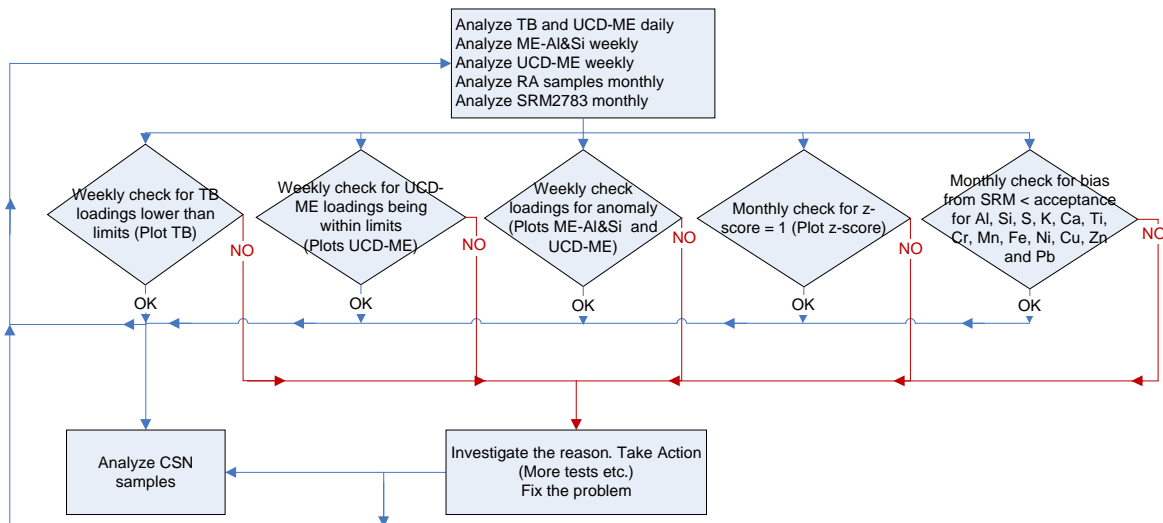 Analyze TB and UCD-ME daily
Analyze ME-Al&Si weekly
Analyze UCD-ME weekly
Analyze RA samples monthly
Analyze SRM2783 monthly
Weekly check for TB
loadings lower than
limits (Plot TB)
NO
OK
Weekly check for UCD-
ME loadings being
within limits
(Plots UCD-ME)
NO
OK
Weekly check
loadings for anomaly
(Plots ME-Al&Si and
UCD-ME)
NO
OK
Monthly check for z-
score = 1 (Plot z-score)
NO
OK
Monthly check for bias
from SRM < acceptance
for Al, Si, S, K, Ca, Ti,
Cr, Mn, Fe, Ni, Cu, Zn
and Pb
NO
OK
Analyze CSN
samples
Investigate the reason. Take Action
(More tests etc.)
Fix the problem